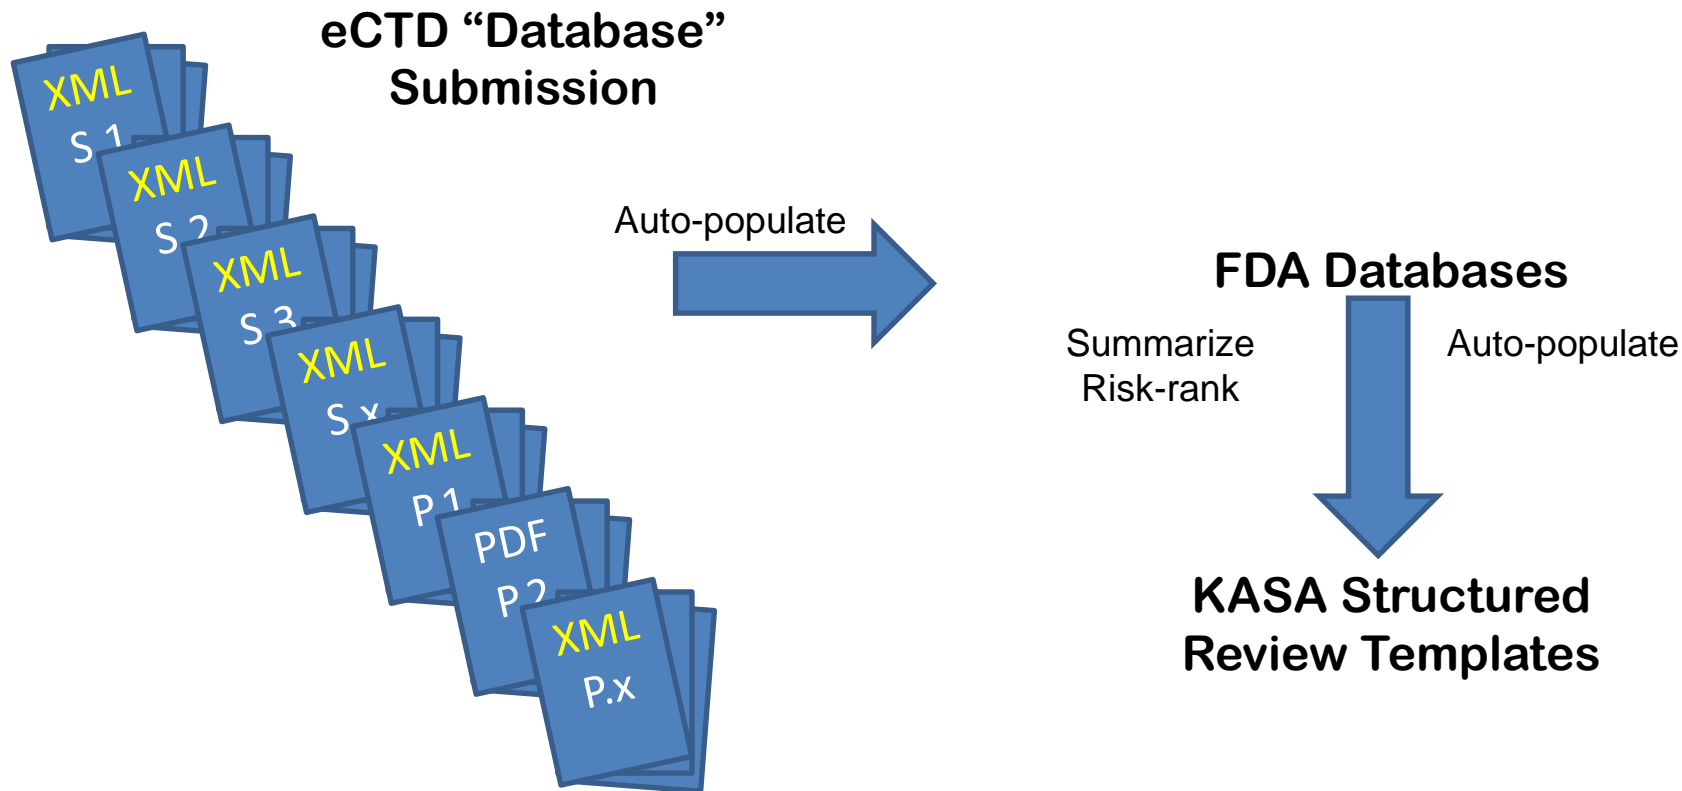 eCTD “Database”
Submission
XML
S.1
XML
S.2
XML
S.3
XML
S.x
XML
P.1
PDF
P.2
XML
P.x
Auto-populate
FDA Databases
Summarize
Risk-rank
Auto-populate
KASA Structured
Review Templates